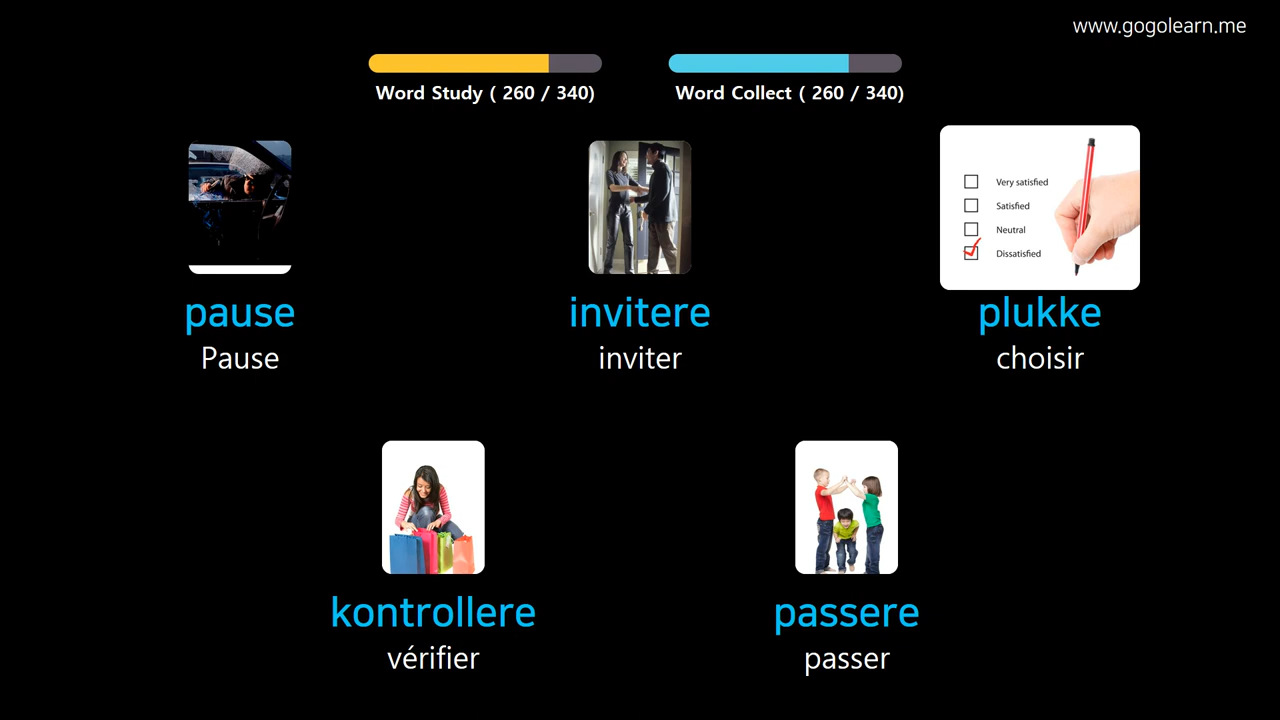 www.gogolearn.me
Word Study ( 260 / 340)
Word Collect ( 260 / 340)
Very satisfied
Satisfied
Neutral
Dissatisfied
pause
Pause
invitere
inviter
plukke
choisir
kontrollere
vérifier
passere
passer